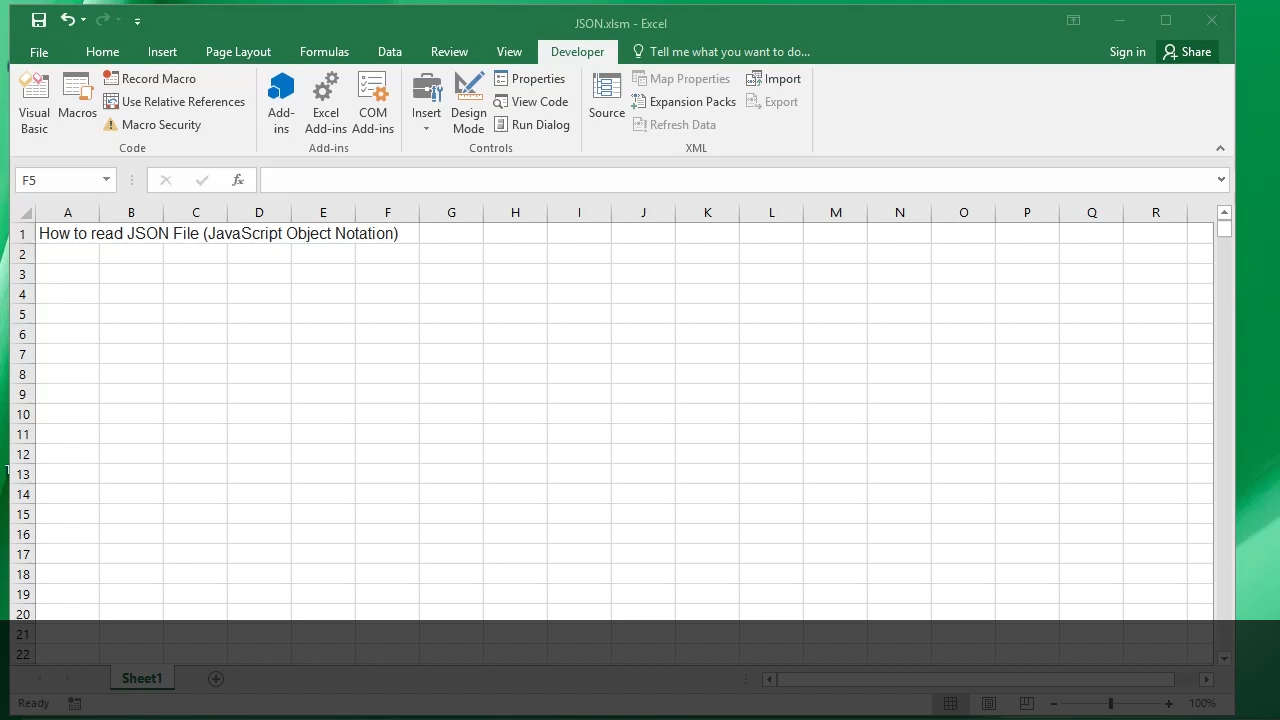 JSON.xlsm - Excel
File Home Insert Page Layout Formulas Data Review View Developer Tell me what you want to do... Sign in Share
Visual Basic
Macros
Record Macro
Use Relative References
Macro Security
Code
Add-ins
Excel Add-ins
COM Add-ins
Add-ins
Insert
Design Mode
Properties
View Code
Run Dialog
Controls
Source
Map Properties
Expansion Packs
Refresh Data
Import
Export
XML
F5 fx
A B C D E F G H I J K L M N O P Q R
1 How to read JSON File (JavaScript Object Notation)
2
3
4
5
6
7
8
9
10
11
12
13
14
15
16
17
18
19
20
21
22
Sheet1
Ready 100%